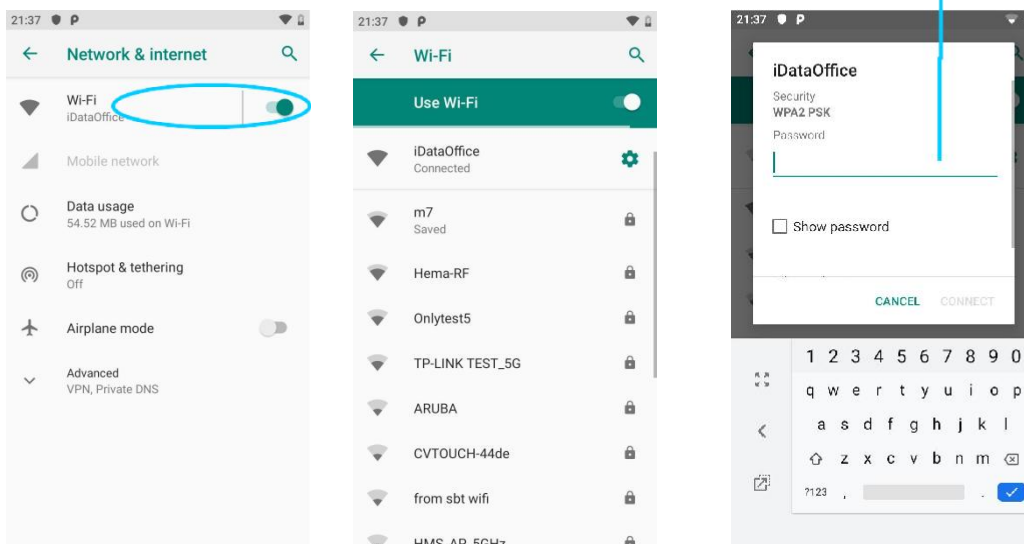 21:37 P
Network & internet
Wi-Fi
iDataOffice
Mobile network
Data usage
54.52 MB used on Wi-Fi
Hotspot & tethering
Off
Airplane mode
Advanced
VPN, Private DNS
21:37 P
Wi-Fi
Use Wi-Fi
iDataOffice
Connected
m7
Saved
Hema-RF
Onlytest5
TP-LINK TEST_5G
ARUBA
CVTOUCH-44de
from sbt wifi
HMS AP 5GHz
21:37 P
iDataOffice
Security
WPA2 PSK
Password
Show password
CANCEL CONNECT
1 2 3 4 5 6 7 8 9 0
q w e r t y u i o p
a s d f g h j k l
z x c v b n m
?123 , .